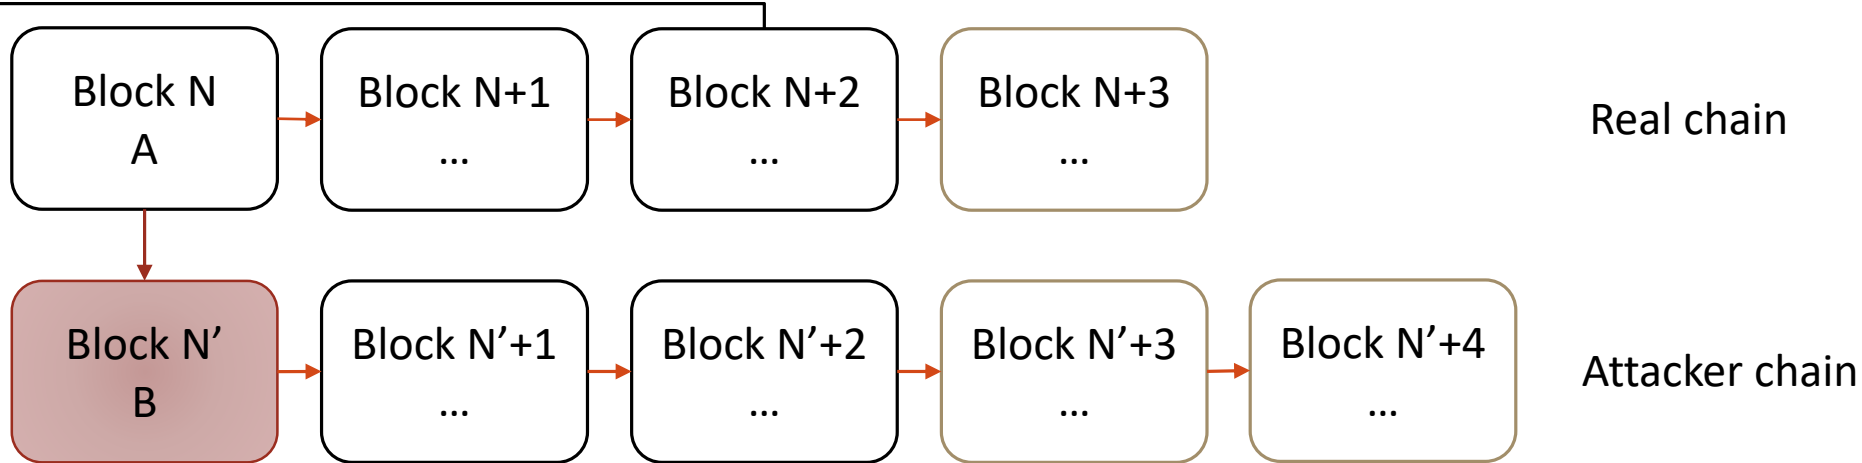 Block N
A
Block N+1
...
Block N+2
...
Block N+3
...
Real chain
Block N’
B
Block N’+1
...
Block N’+2
...
Block N’+3
...
Block N’+4
...
Attacker chain